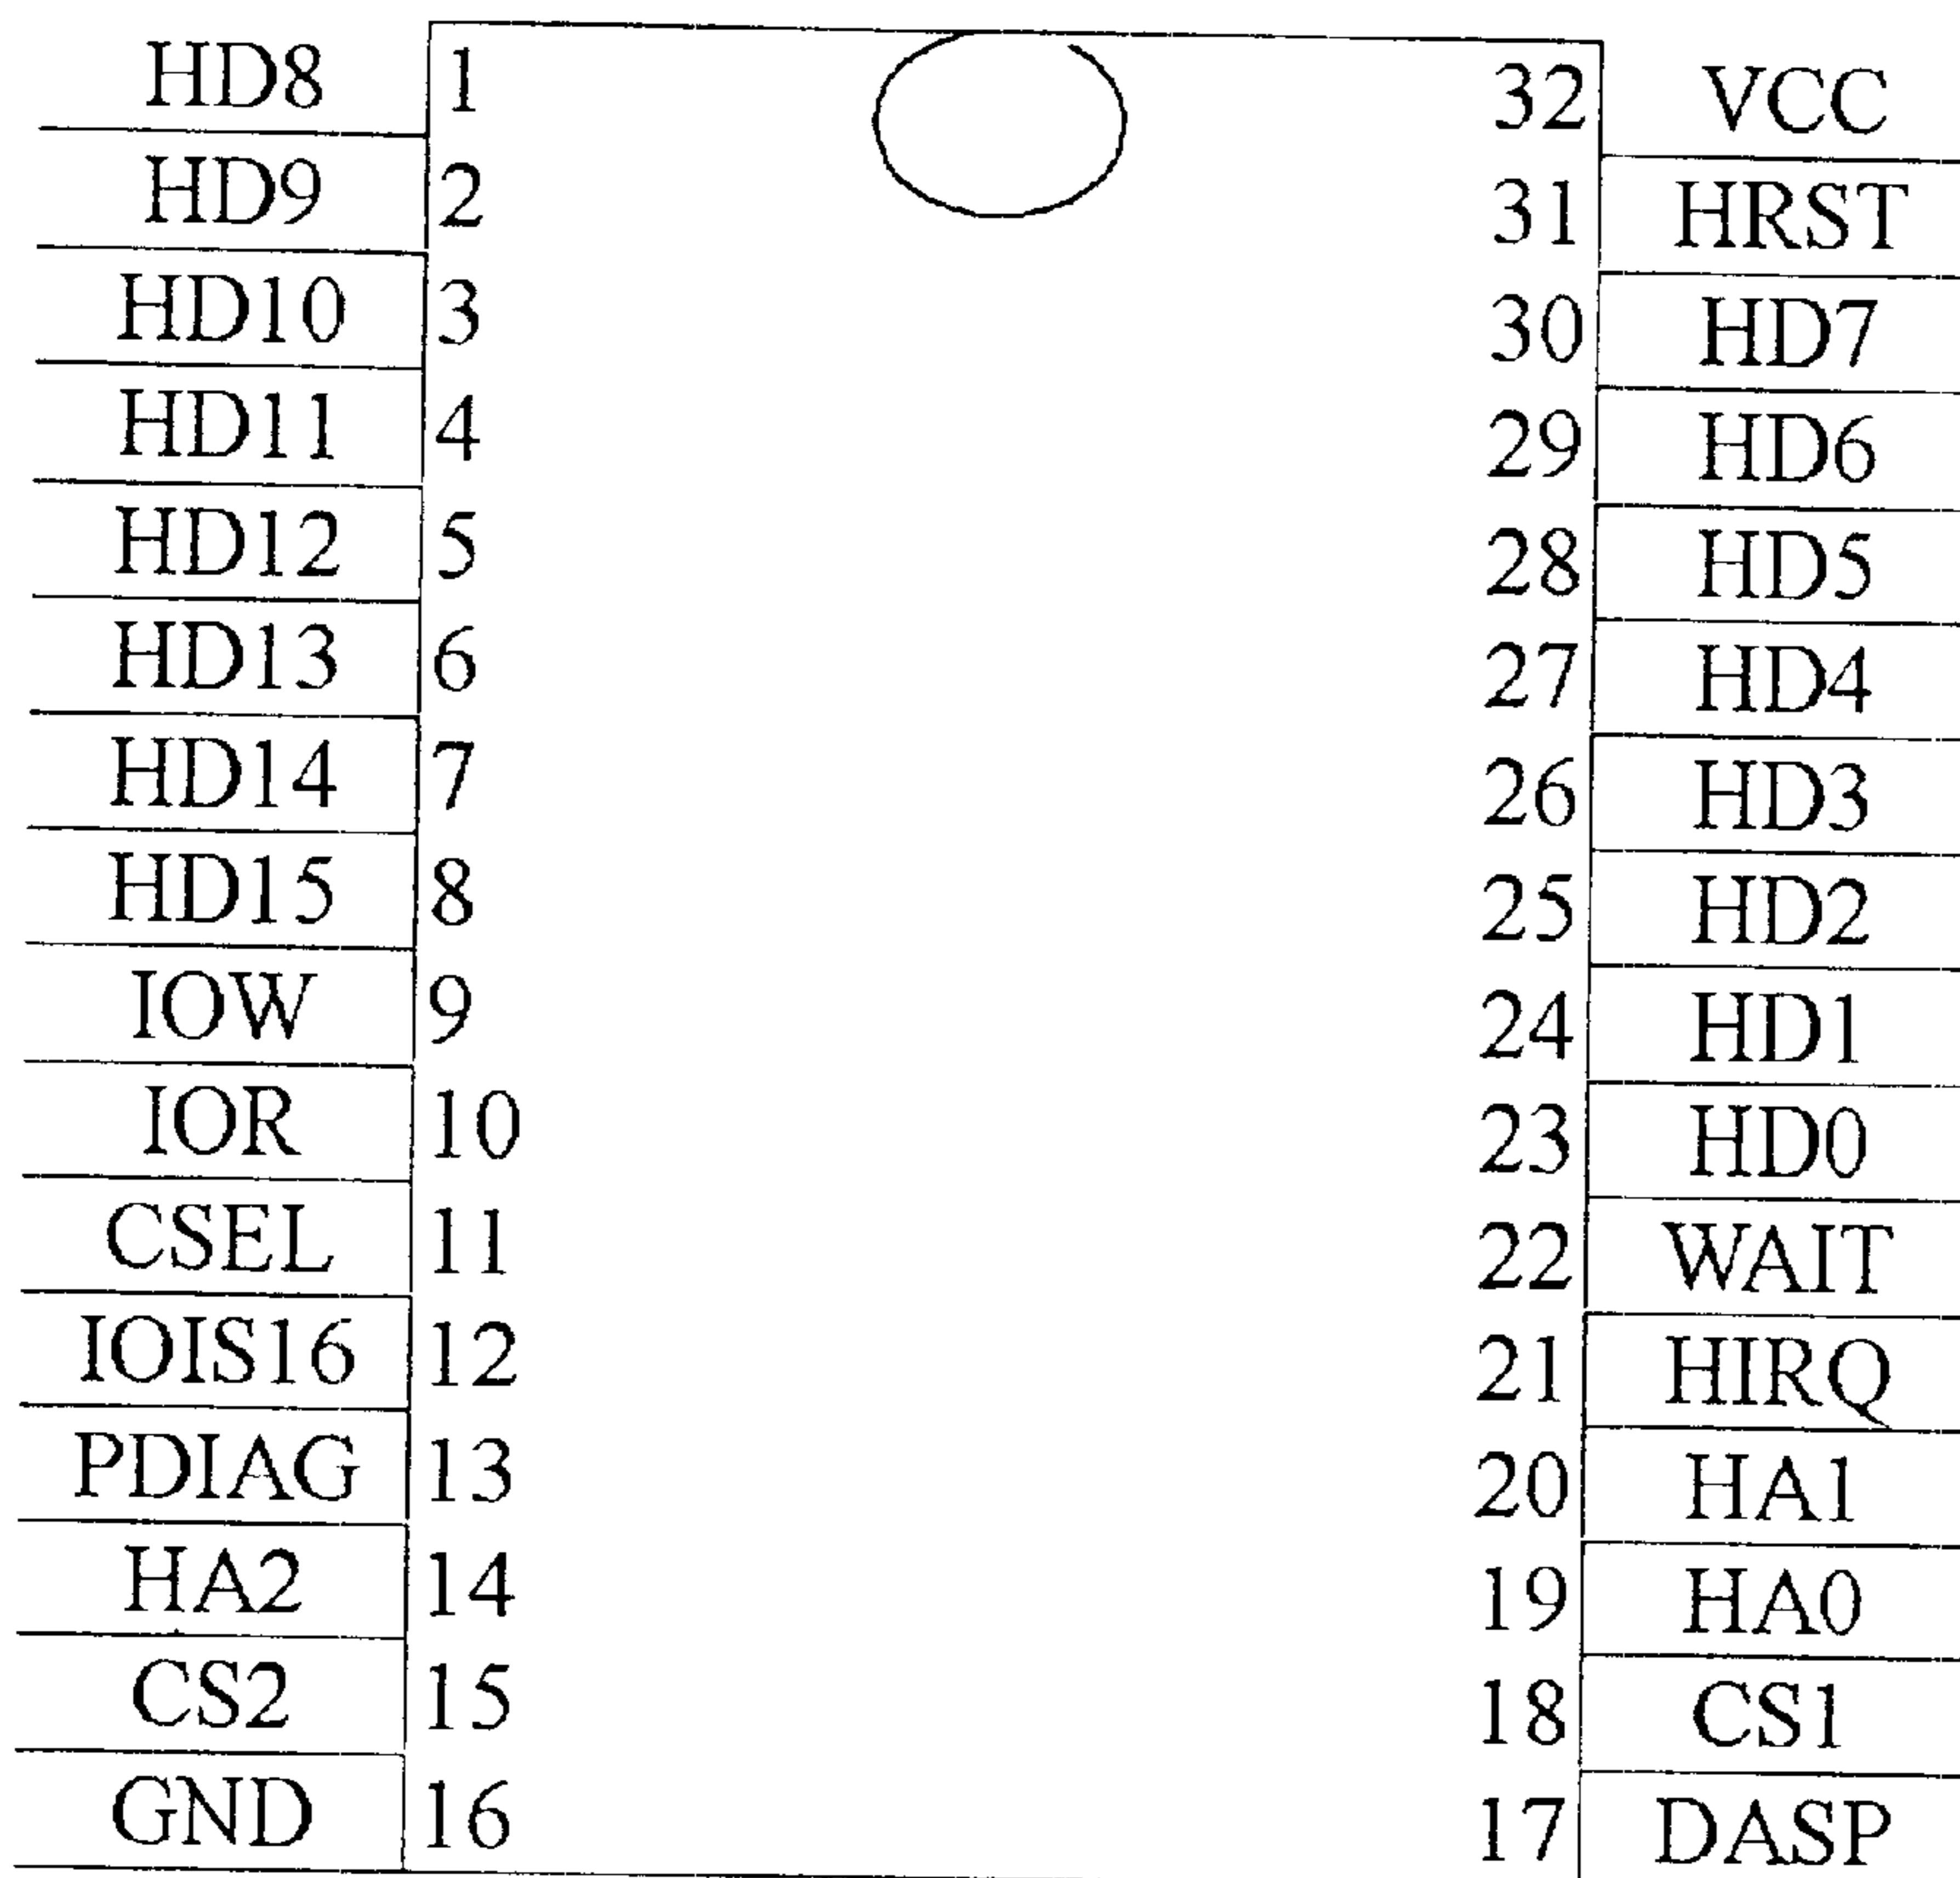 HD8 1 32 VCC
HD9 2 31 HRST
HD10 3 30 HD7
HD11 4 29 HD6
HD12 5 28 HD5
HD13 6 27 HD4
HD14 7 26 HD3
HD15 8 25 HD2
IOW 9 24 HD1
IOR 10 23 HD0
CSEL 11 22 WAIT
IOIS16 12 21 HIRQ
PDIAG 13 20 HA1
HA2 14 19 HA0
CS2 15 18 CS1
GND 16 17 DASP